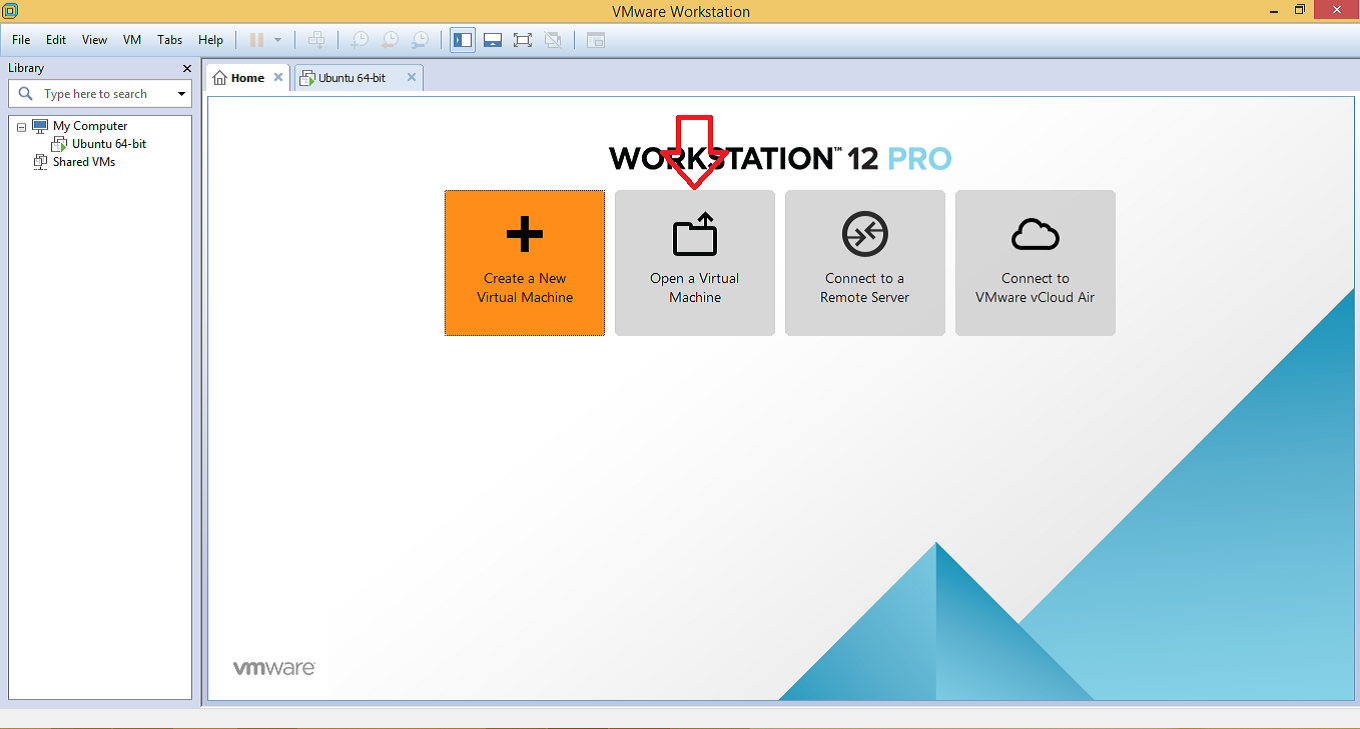 VMware Workstation
File Edit View VM Tabs Help
Library
Type here to search
My Computer
Ubuntu 64-bit
Shared VMs
Home
Ubuntu 64-bit
WORKSTATION™ 12 PRO
Create a New
Virtual Machine
Open a Virtual
Machine
Connect to a
Remote Server
Connect to
VMware vCloud Air
vmware